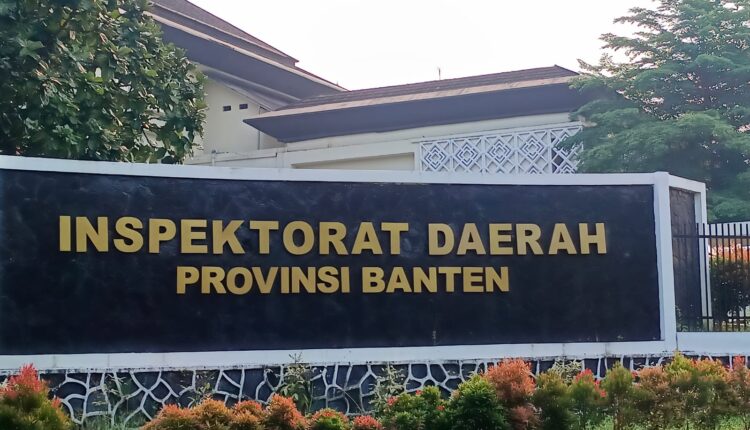 INSPEKTORAT DAERAH
PROVINSI BANTEN